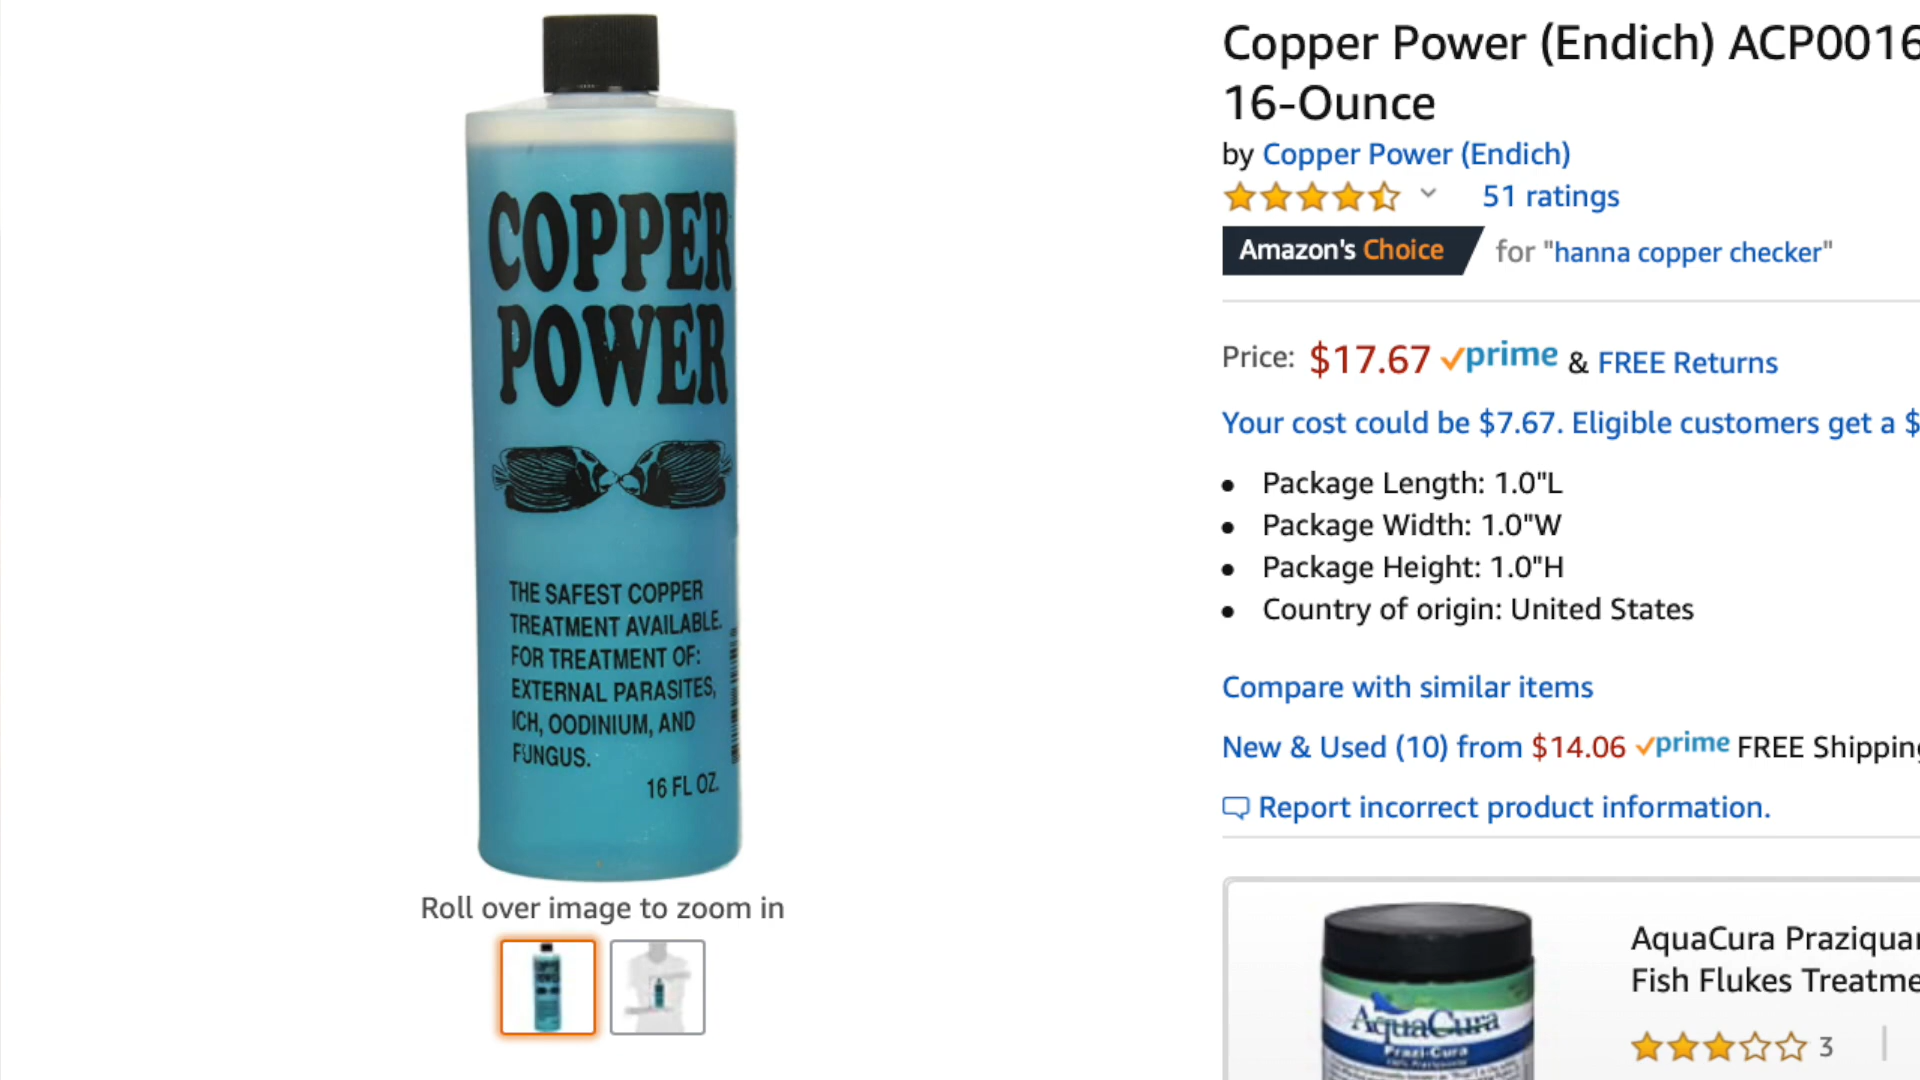 COPPER
POWER
THE SAFEST COPPER
TREATMENT AVAILABLE.
FOR TREATMENT OF:
EXTERNAL PARASITES,
ICH, OODINIUM, AND
FUNGUS.
16 FL OZ.
Roll over image to zoom in
Copper Power (Endich) ACP0016
16-Ounce
by Copper Power (Endich)
51 ratings
Amazon's Choice for "hanna copper checker"
Price: $17.67 prime & FREE Returns
Your cost could be $7.67. Eligible customers get a $
• Package Length: 1.0"L
• Package Width: 1.0"W
• Package Height: 1.0"H
• Country of origin: United States
Compare with similar items
New & Used (10) from $14.06 prime FREE Shipping
Report incorrect product information.
AquaCura
Prazi-Cura
AquaCura Praziqua
Fish Flukes Treatme
3